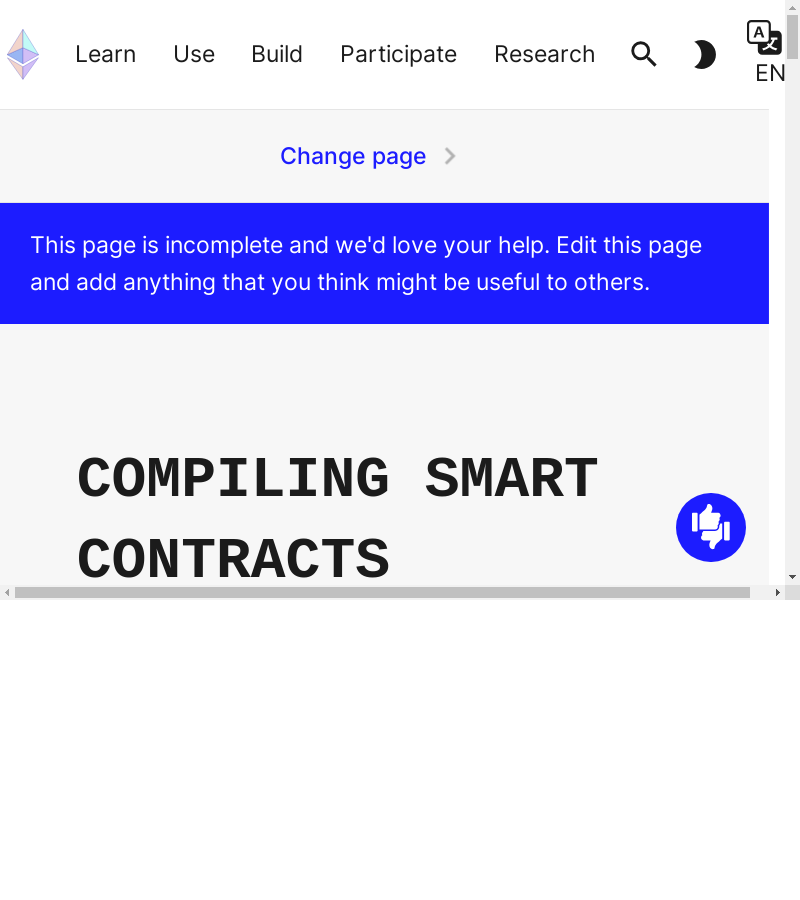 Learn Use Build Participate Research
EN
Change page
This page is incomplete and we'd love your help. Edit this page
and add anything that you think might be useful to others.
COMPILING SMART
CONTRACTS